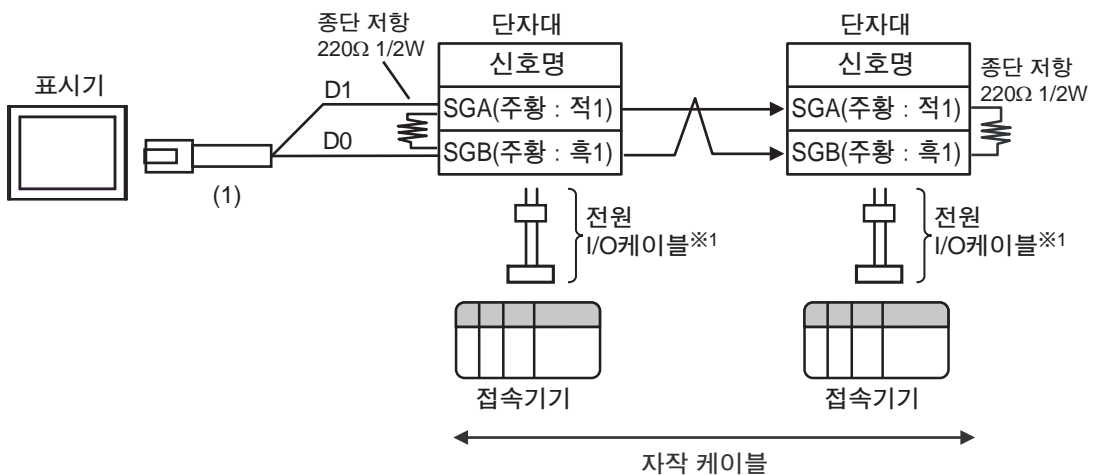 표시기
(1)
D1
D0
종단 저항
220Ω 1/2W
단자대
신호명
SGA(주황 : 적1)
SGB(주황 : 흑1)
단자대
신호명
SGA(주황 : 적1)
SGB(주황 : 흑1)
종단 저항
220Ω 1/2W
전원
I/O케이블※1
전원
I/O케이블※1
접속기기
접속기기
자작 케이블